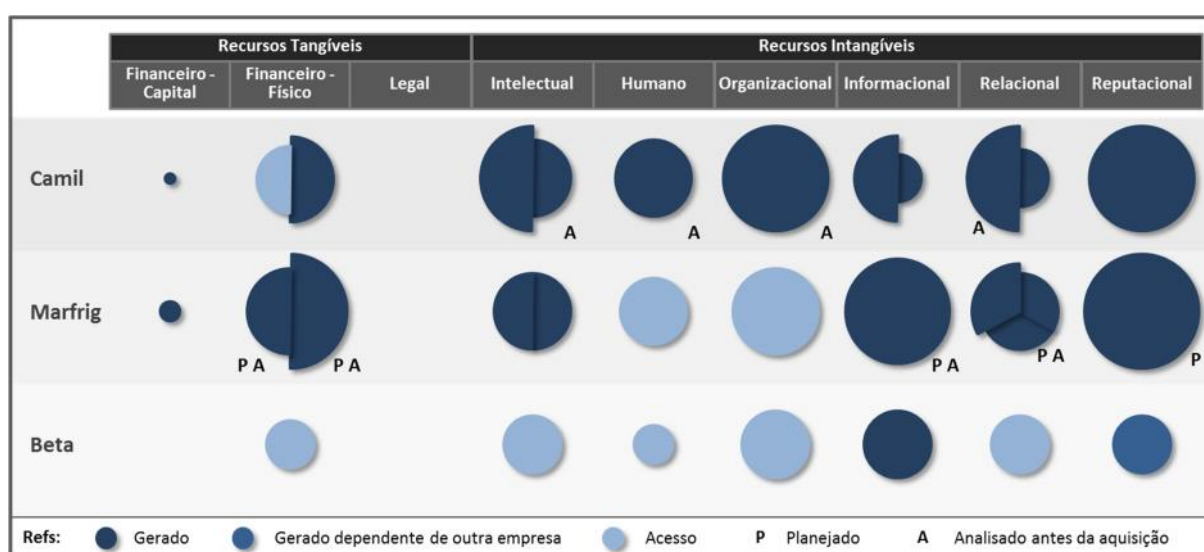 Recursos Tangíveis Recursos Intangíveis
Financeiro - Capital Financeiro - Físico Legal Intelectual Humano Organizacional Informacional Relacional Reputacional
Camil
A A A A
Marfrig
P A P A P A P A P
Beta
Refs: Gerado Gerado dependente de outra empresa Acesso P Planejado A Analisado antes da aquisição